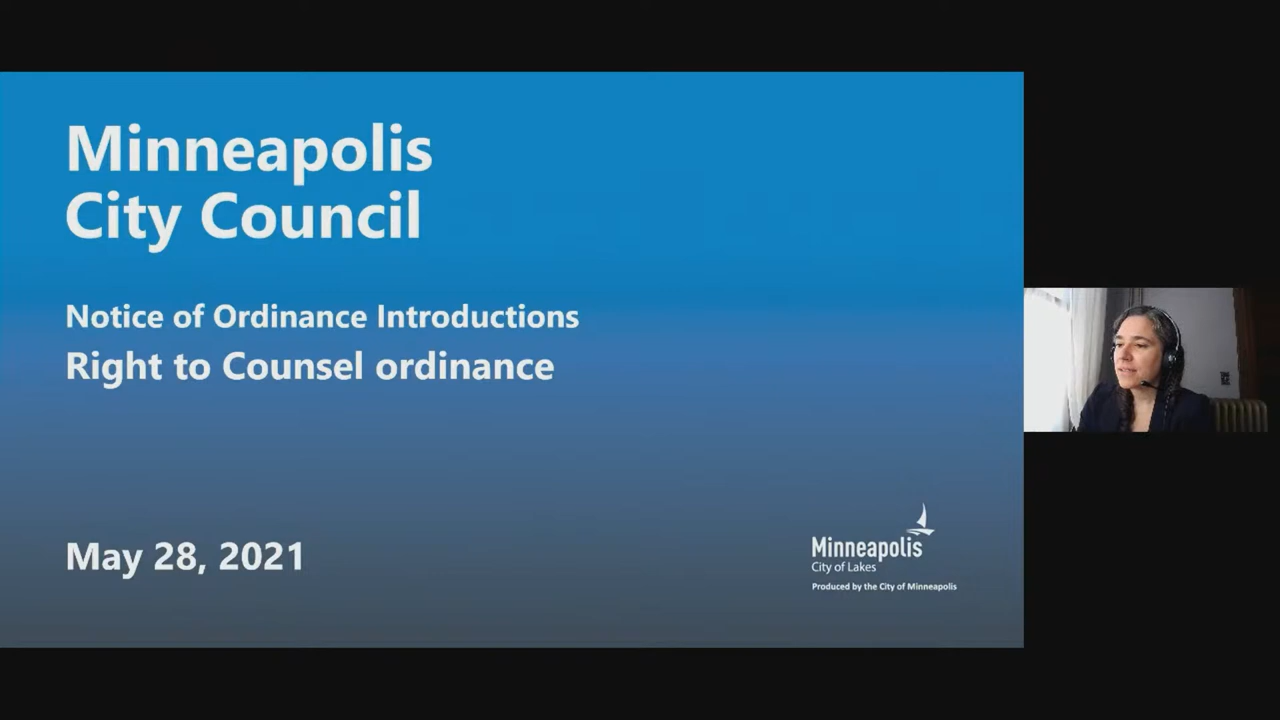 Minneapolis
City Council
Notice of Ordinance Introductions
Right to Counsel ordinance
May 28, 2021
Minneapolis
City of Lakes
Produced by the City of Minneapolis